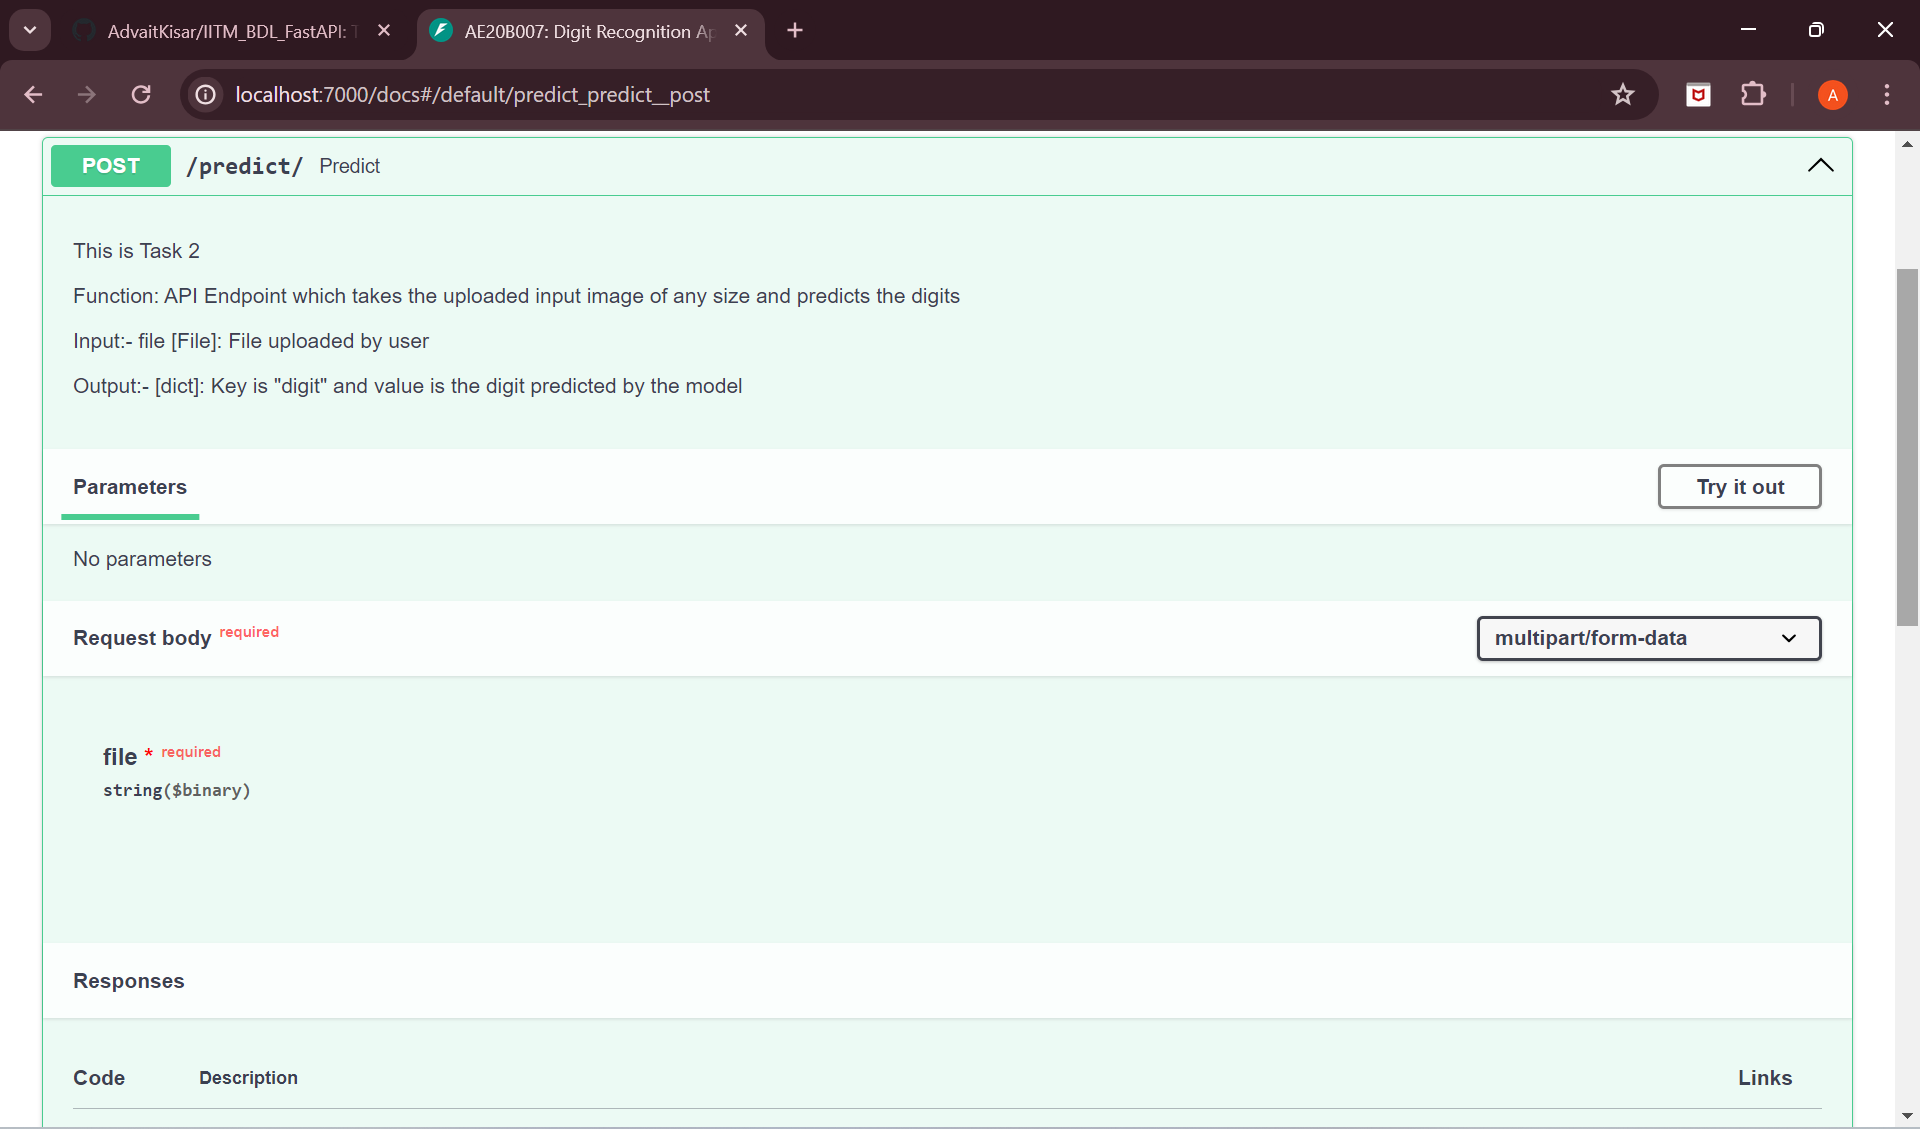 AdvaitKisar/IITM_BDL_FastAPI:
AE20B007: Digit Recognition Ap
localhost:7000/docs#/default/predict_predict__post
A
POST /predict/ Predict
This is Task 2
Function: API Endpoint which takes the uploaded input image of any size and predicts the digits
Input:- file [File]: File uploaded by user
Output:- [dict]: Key is "digit" and value is the digit predicted by the model
Parameters
Try it out
No parameters
Request body required
multipart/form-data
file * required
string($binary)
Responses
Code Description Links